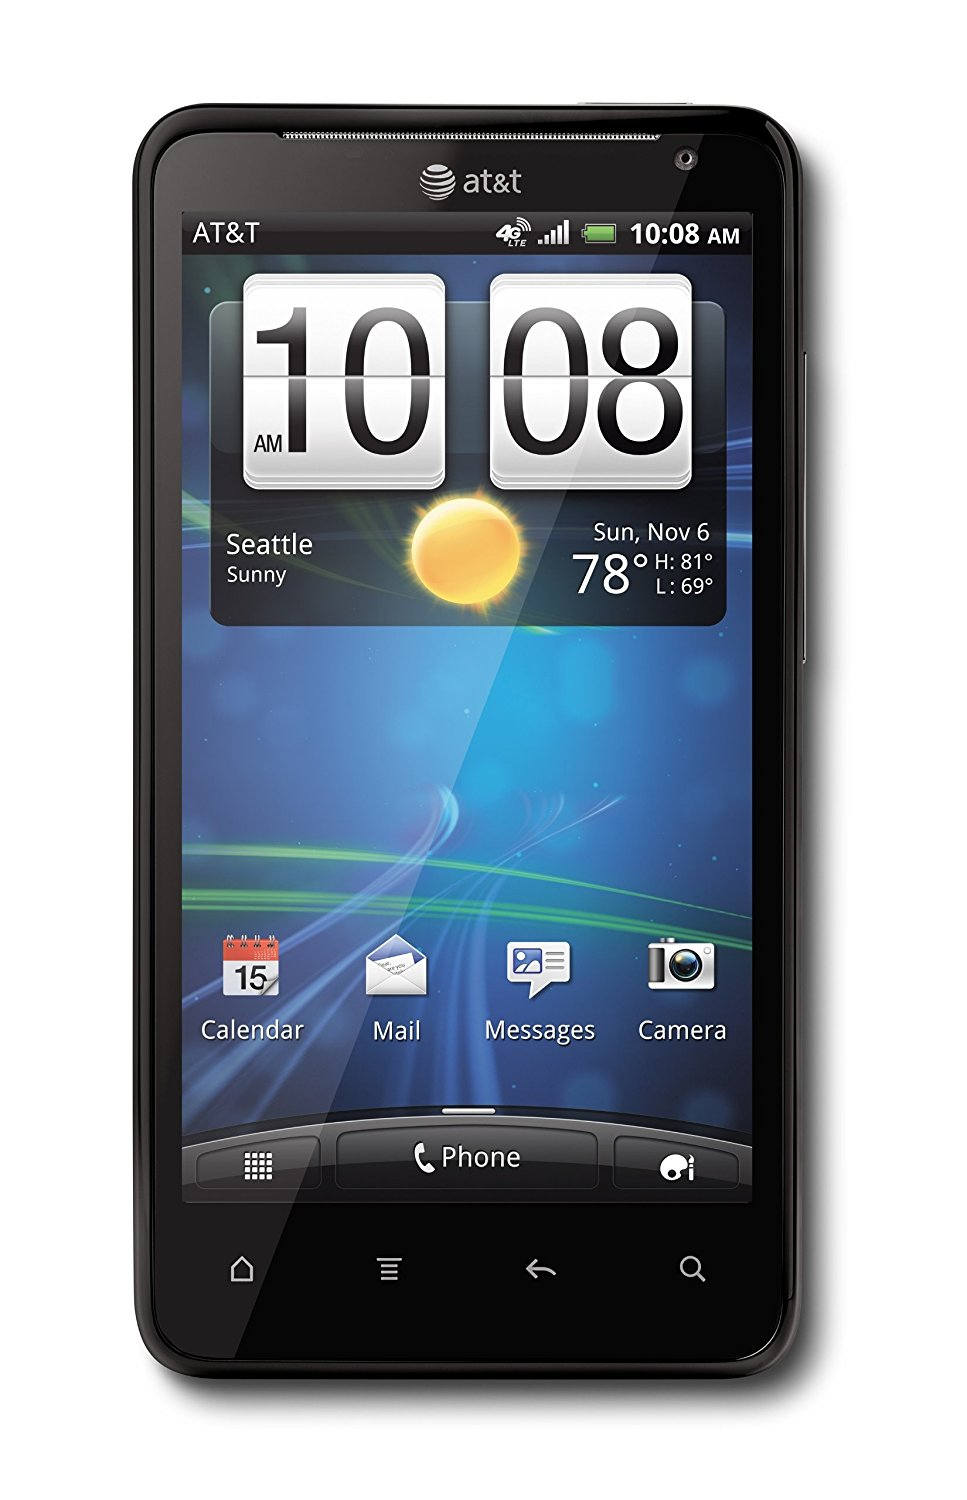 at&t
AT&T 4G LTE 10:08 AM
10 08
AM
Seattle
Sunny
Sun, Nov 6
78° H: 81°
L: 69°
15
Calendar Mail Messages Camera
Phone